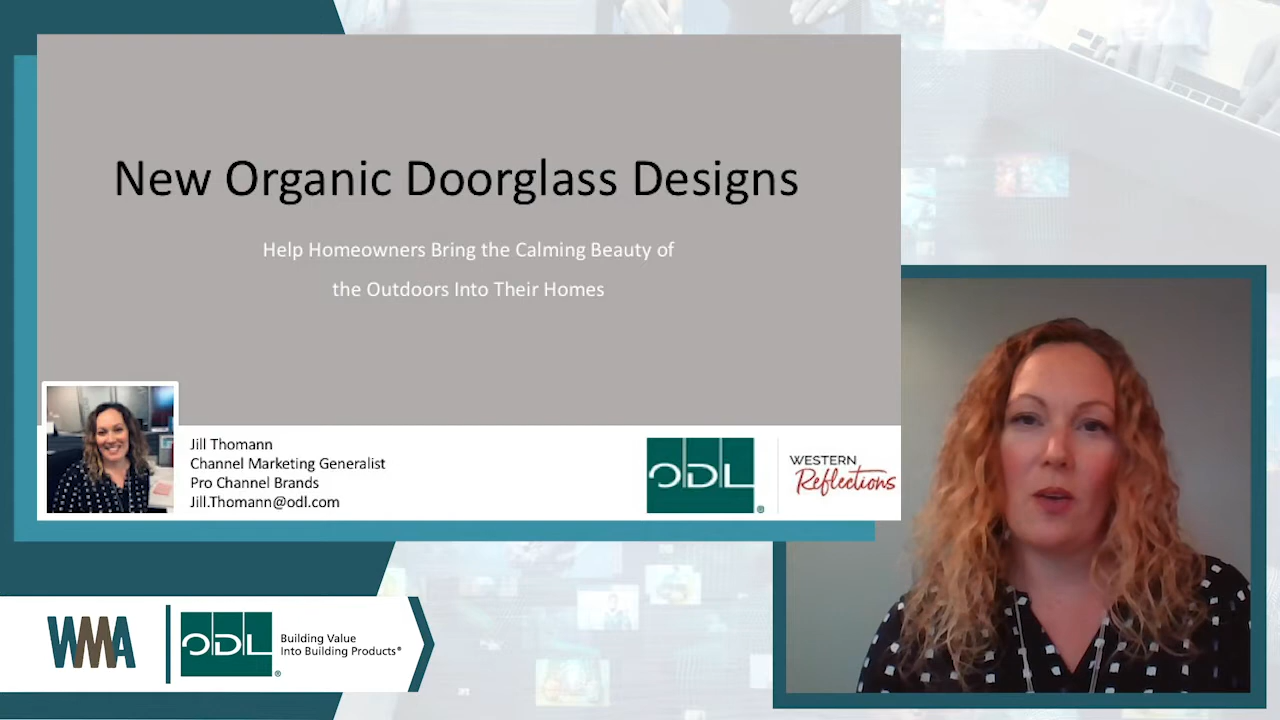 New Organic Doorglass Designs
Help Homeowners Bring the Calming Beauty of
the Outdoors Into Their Homes
Jill Thomann
Channel Marketing Generalist
Pro Channel Brands
Jill.Thomann@odl.com
ODL®
WESTERN
Reflections
WMA
ODL®
Building Value
Into Building Products®